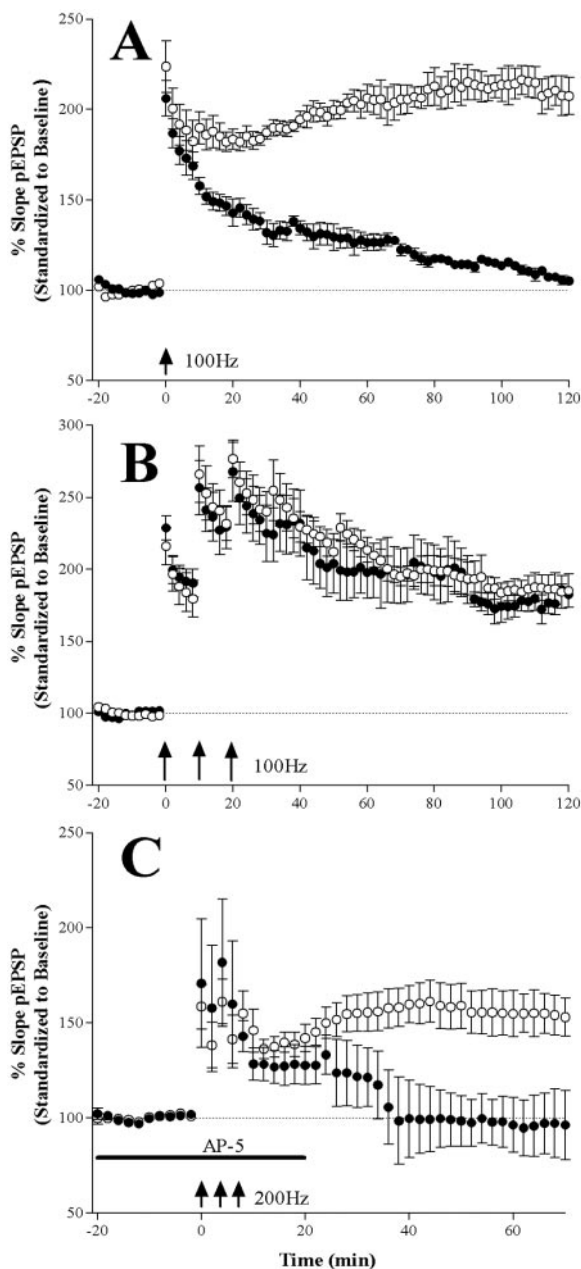 A
% Slope pEPSP
(Standardized to Baseline)
250
200
150
100
50
100Hz
-20 0 20 40 60 80 100 120
B
% Slope pEPSP
(Standardized to Baseline)
300
250
200
150
100
50
100Hz
-20 0 20 40 60 80 100 120
C
% Slope pEPSP
(Standardized to Baseline)
250
200
150
100
50
AP-5
200Hz
-20 0 20 40 60
Time (min)